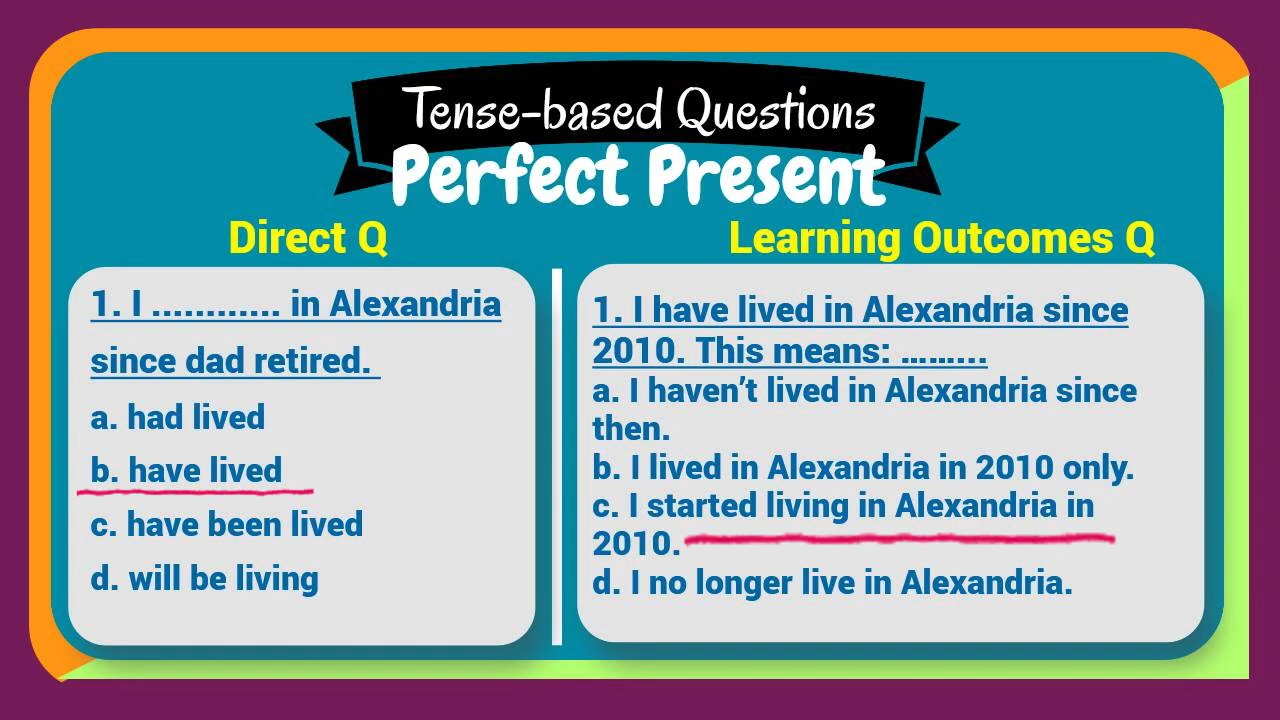 Tense-based Questions
Perfect Present
Direct Q
1. I ............ in Alexandria
since dad retired.
a. had lived
b. have lived
c. have been lived
d. will be living
Learning Outcomes Q
1. I have lived in Alexandria since
2010. This means: ………
a. I haven’t lived in Alexandria since
then.
b. I lived in Alexandria in 2010 only.
c. I started living in Alexandria in
2010.
d. I no longer live in Alexandria.